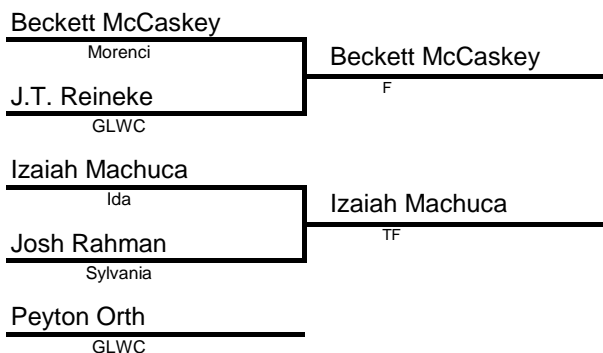 Beckett McCaskey
Morenci
J.T. Reineke
GLWC
Beckett McCaskey
F
Izaiah Machuca
Ida
Josh Rahman
Sylvania
Izaiah Machuca
TF
Peyton Orth
GLWC